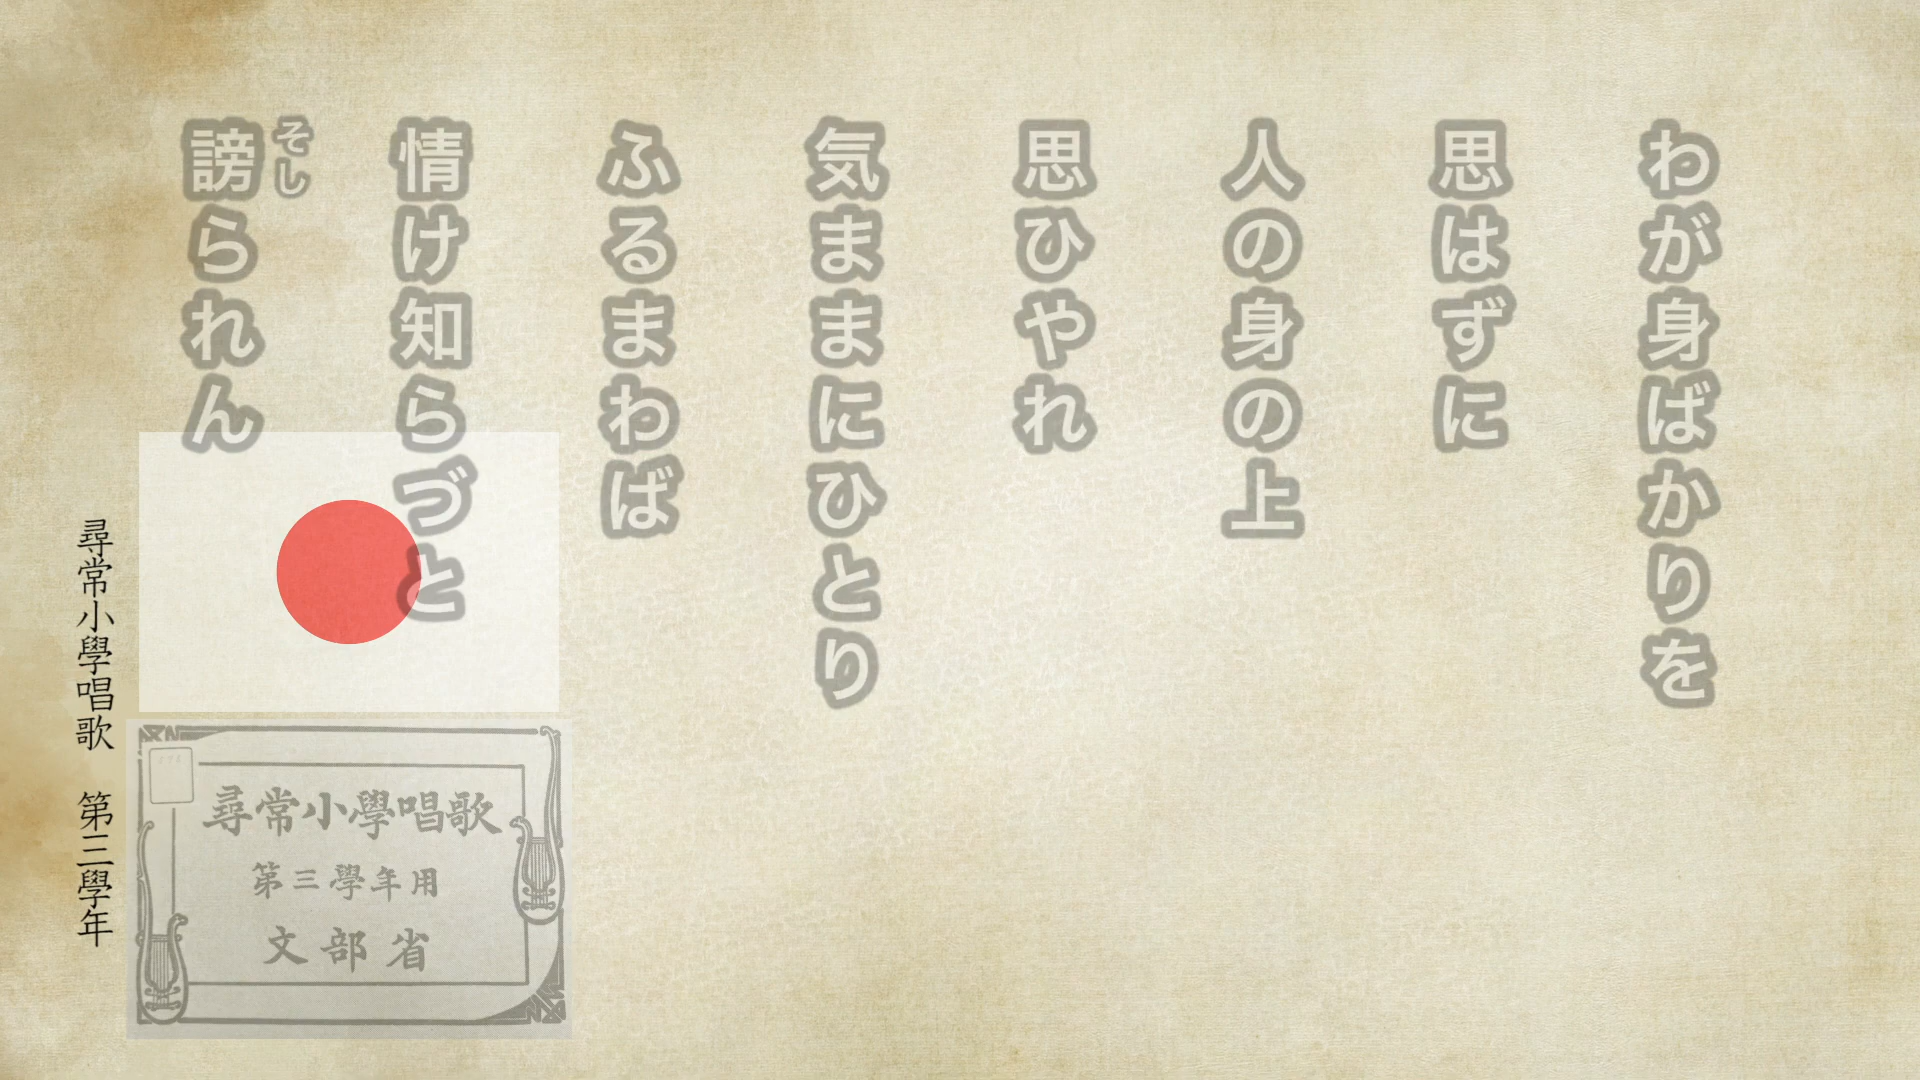 わが身ばかりを
思はずに
人の身の上
思ひやれ
気ままにひとり
ふるまわば
情け知らづと
そし
謗られん
尋常小學唱歌　第三學年
尋常小學唱歌
第三學年用
文部省